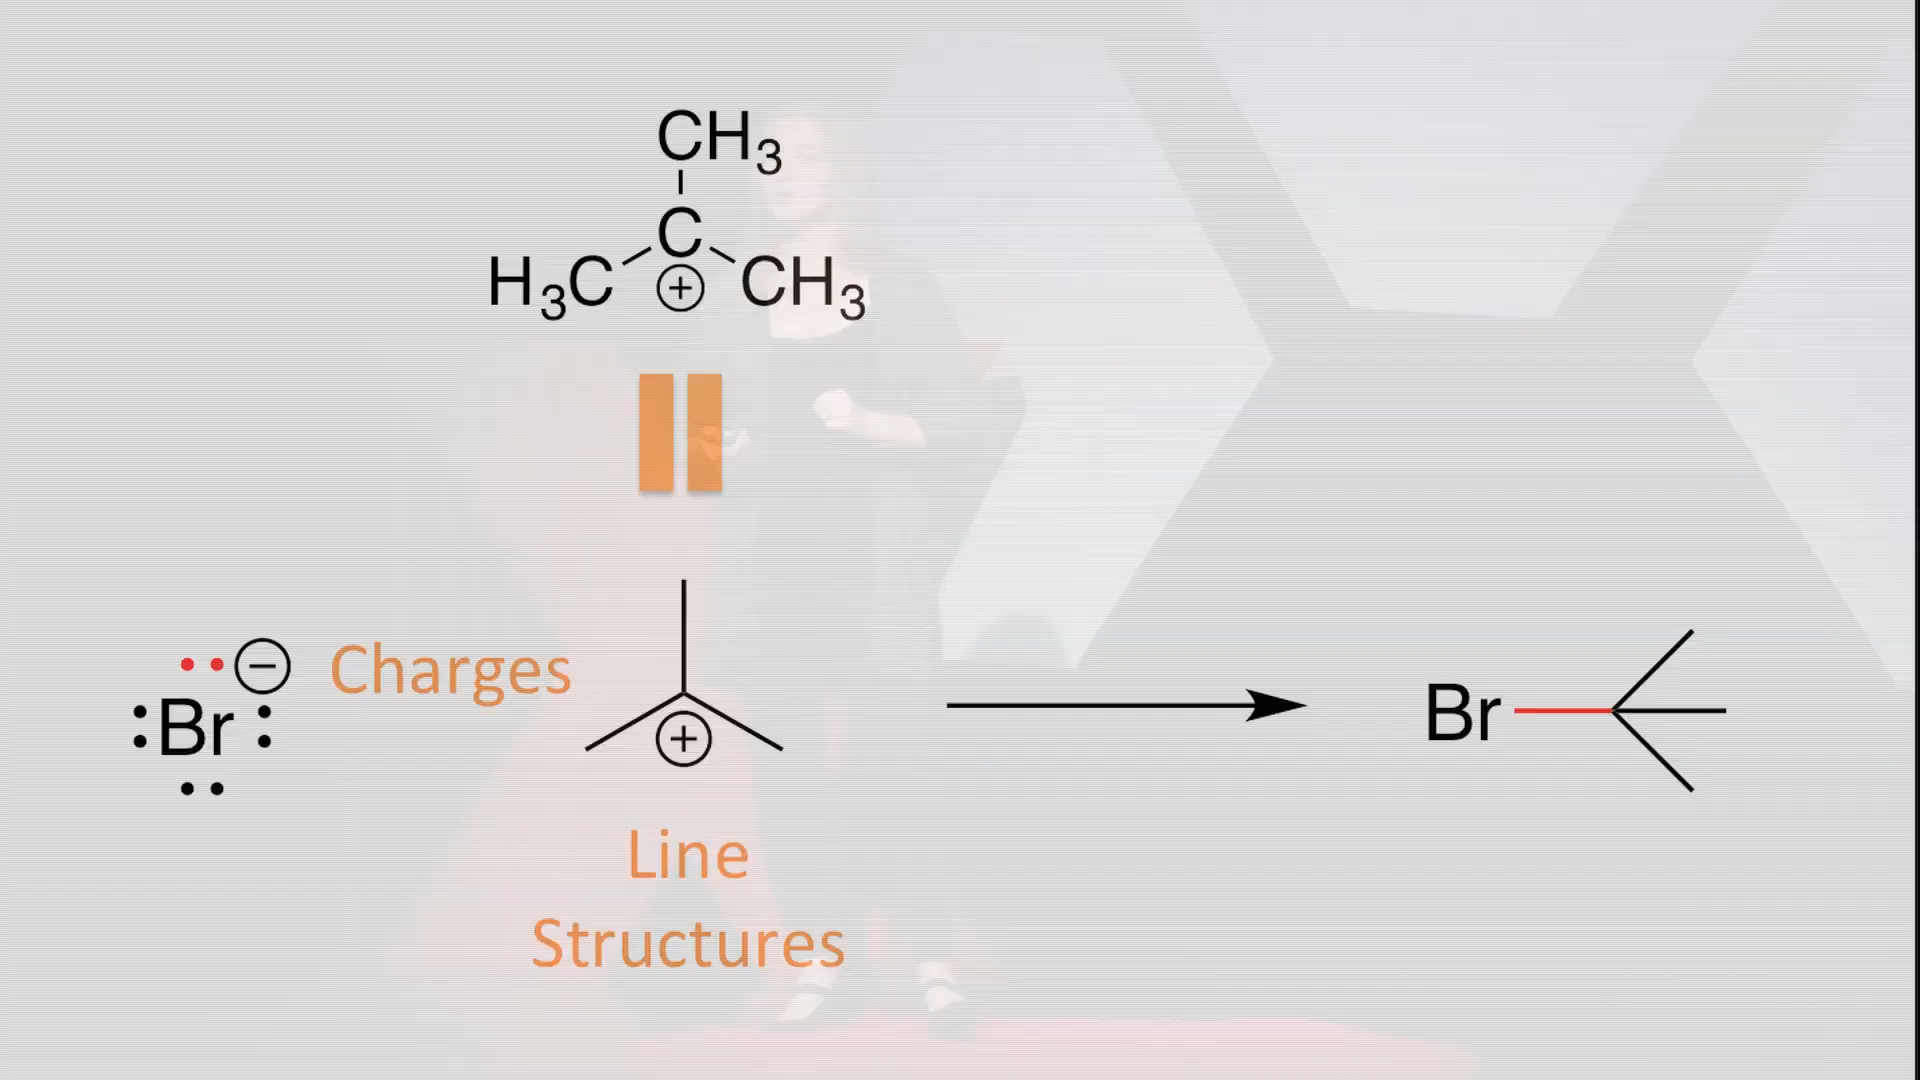 CH3
C
H3C ⊕ CH3
Charges
Br ⊖
⊕
Br
Line
Structures